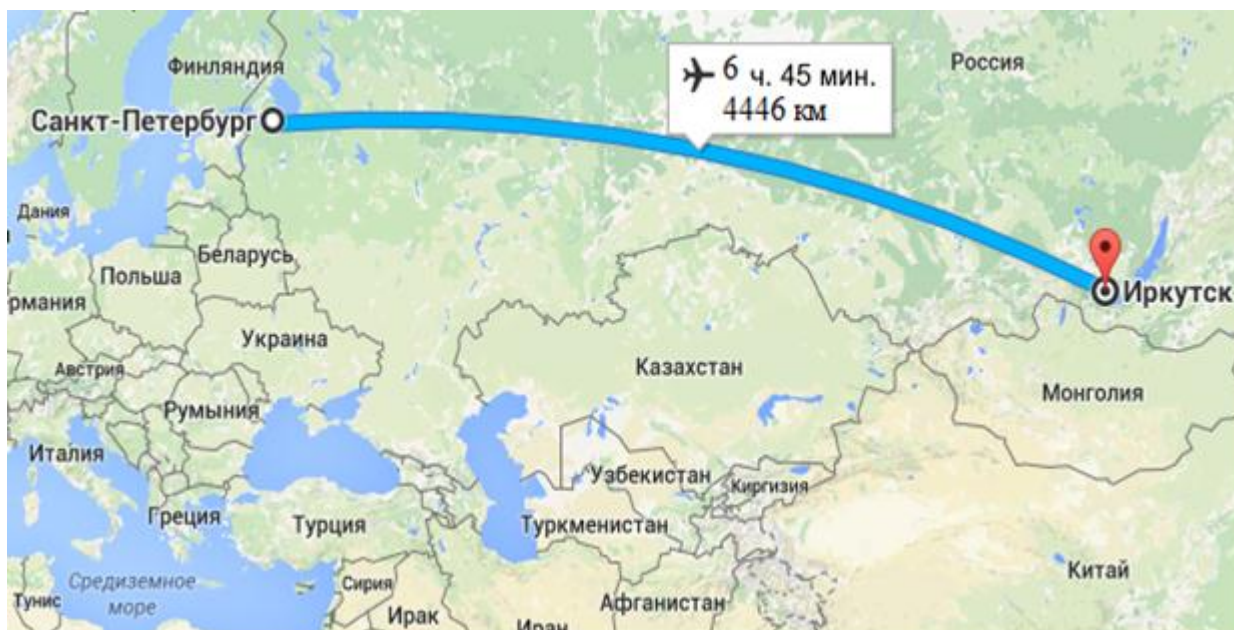 Россия
6 ч. 45 мин.
4446 км
Финляндия
Санкт-Петербург
Дания
Беларусь
Польша
ермания
Иркутск
Украина
Австрия
Казахстан
Монголия
Румыния
Италия
Узбекистан
Киргизия
Греция
Турция
Туркменистан
Китай
Средиземное
море
Сирия
Тунис
Ирак
Афганистан
Иран